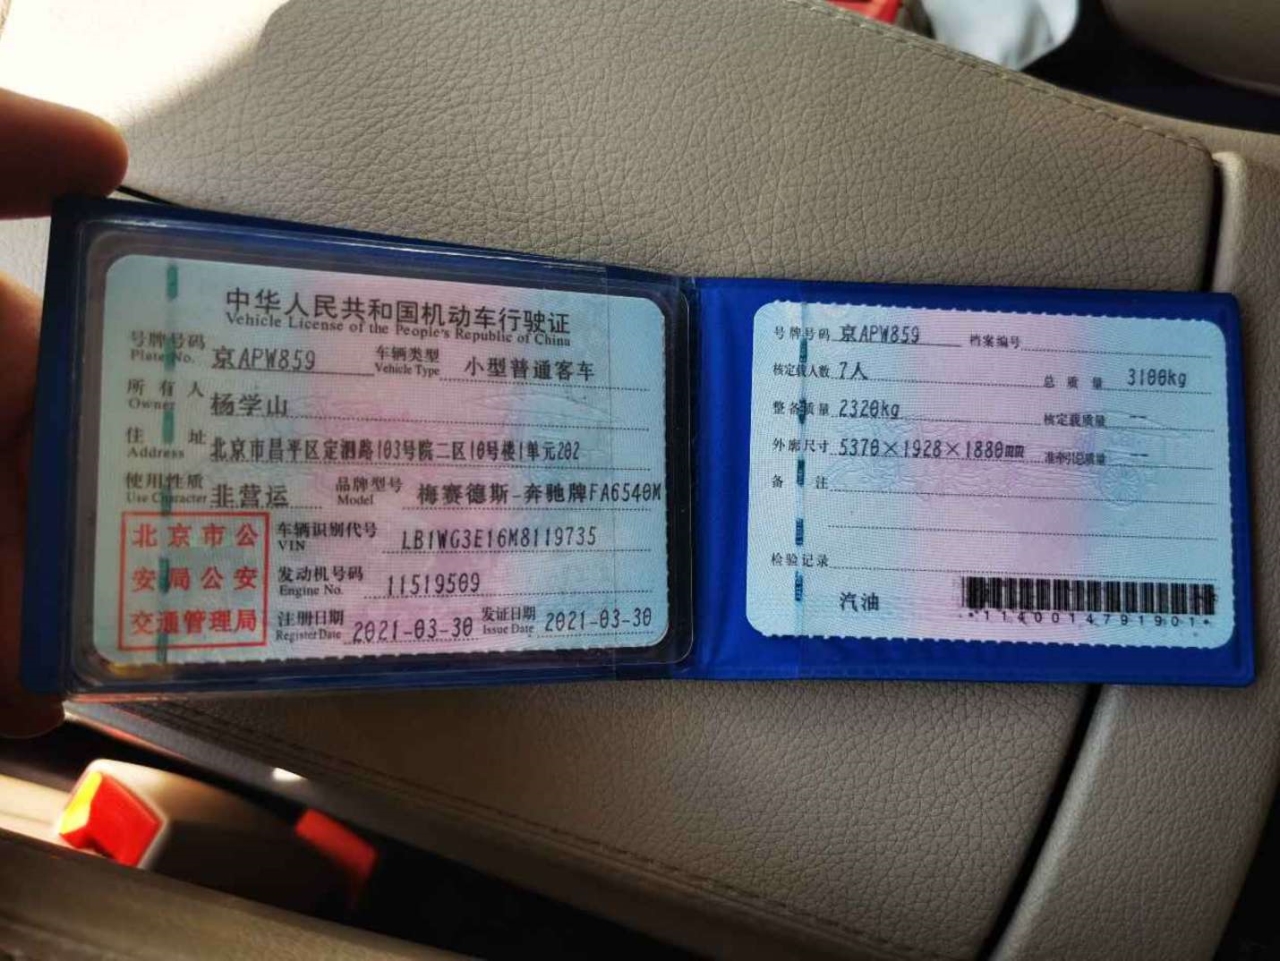 中华人民共和国机动车行驶证
Vehicle License of the People's Republic of China
号牌号码 Plate No. 京APW859 车辆类型 Vehicle Type 小型普通客车
所有人 Owner 杨学山
住址 Address 北京市昌平区定泗路103号院二区10号楼1单元202
使用性质 Use Character 非营运 品牌型号 Model 梅赛德斯-奔驰牌FA6540M
北京市公安局公安交通管理局
车辆识别代号 VIN LB1WG3E16M8119735
发动机号码 Engine No. 11519509
注册日期 Register Date 2021-03-30 发证日期 Issue Date 2021-03-30
号牌号码 京APW859 档案编号
核定载人数 7人 总质量 3100kg
整备质量 2320kg 核定载质量 --
外廓尺寸 5370×1928×1880mm 准牵引总质量 --
备注
检验记录
汽油
*1140014791901*